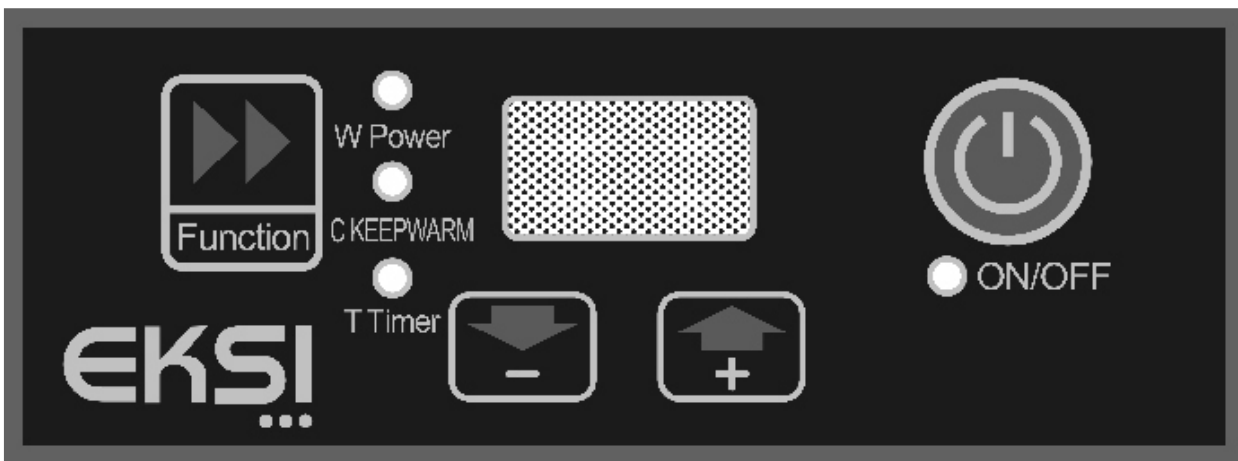 W Power
Function
C KEEPWARM
T Timer
EKSI
-
+
ON/OFF